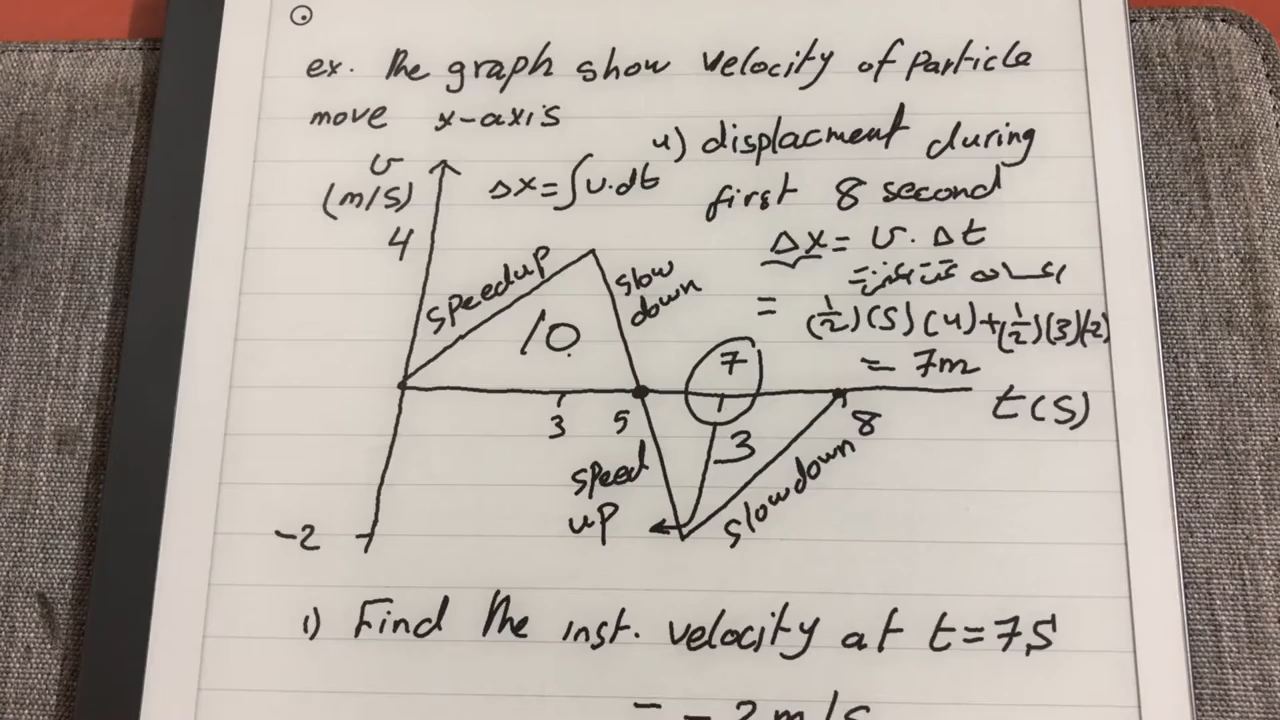 ex. The graph show velocity of particle
move x-axis
4) displacment during
first 8 second
v
(m/s)
Δx=∫v.dt
Δx = v. Δt
= (1/2)(5)(4)+(1/2)(3)(-2)
= 7m
4
speedup
slow
down
10
7
3
5
8
t(s)
3
speed
up
slowdown
-2
1) Find the inst. velocity at t=7s
= -2m/s